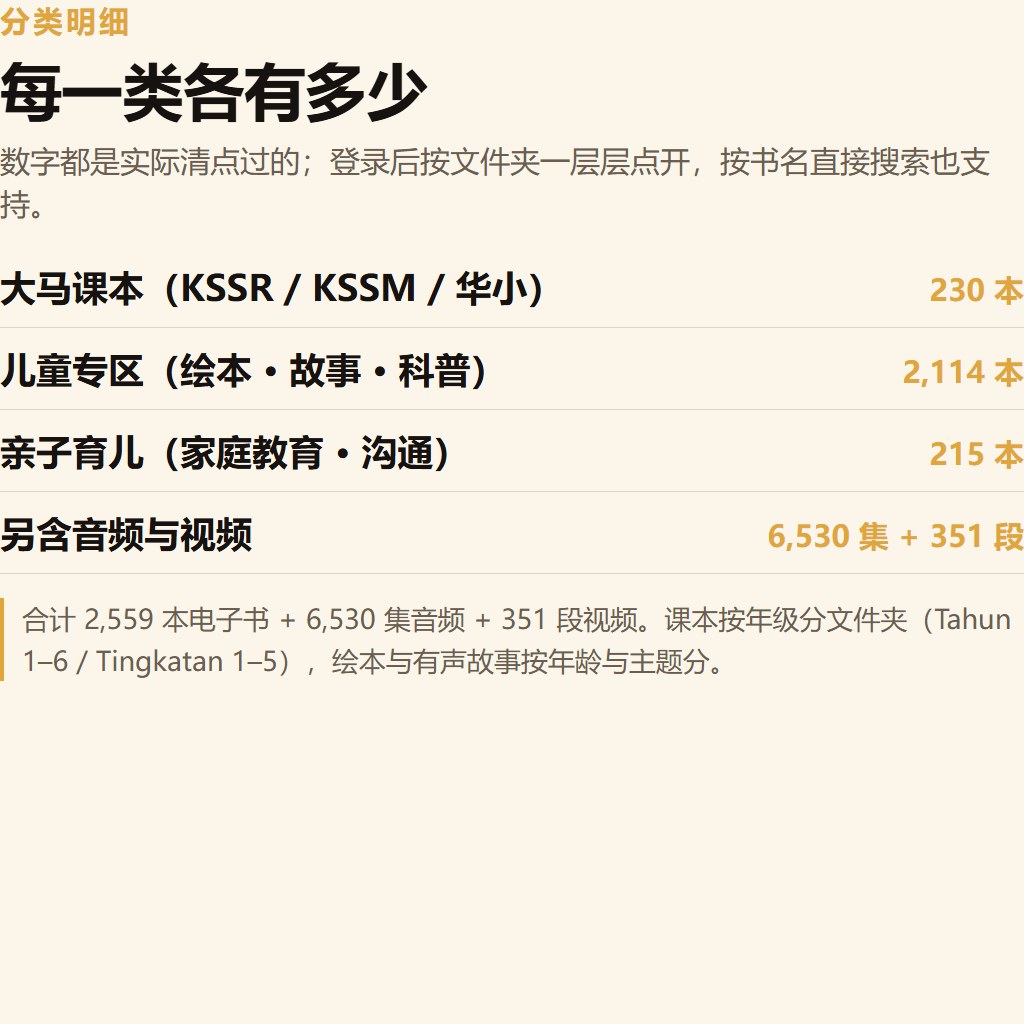 分类明细
每一类各有多少
数字都是实际清点过的；登录后按文件夹一层层点开，按书名直接搜索也支
持。
大马课本（KSSR / KSSM / 华小） 230 本
儿童专区（绘本・故事・科普） 2,114 本
亲子育儿（家庭教育・沟通） 215 本
另含音频与视频 6,530 集 + 351 段
合计 2,559 本电子书 + 6,530 集音频 + 351 段视频。课本按年级分文件夹（Tahun
1–6 / Tingkatan 1–5），绘本与有声故事按年龄与主题分。